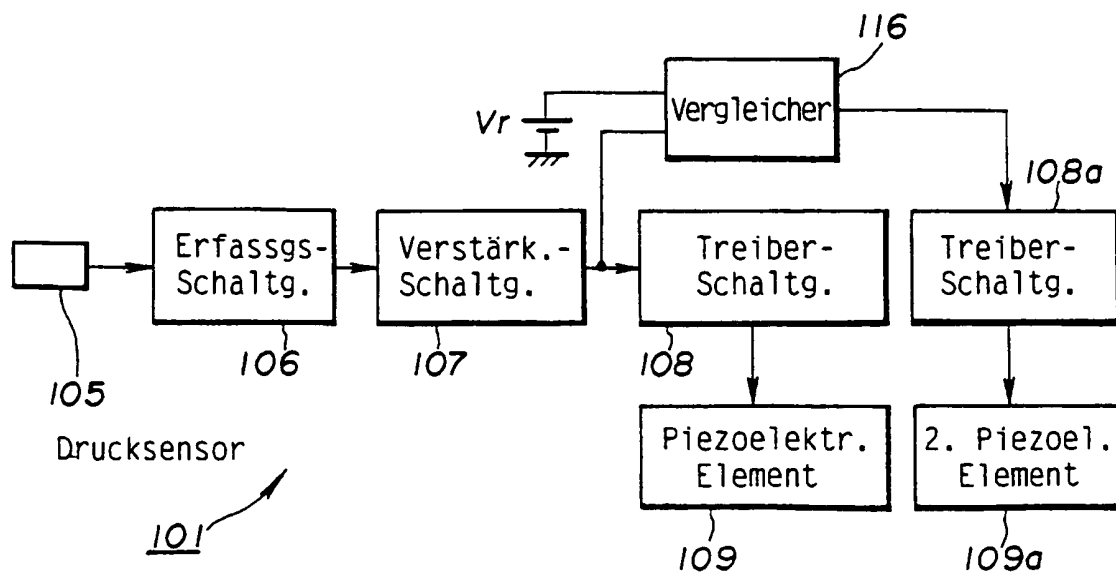 116
Vergleicher
Vr
108a
Erfassgs-
Schaltg.
Verstärk.-
Schaltg.
Treiber-
Schaltg.
Treiber-
Schaltg.
105
106
107
108
Drucksensor
Piezoelektr.
Element
2. Piezoel.
Element
101
109
109a